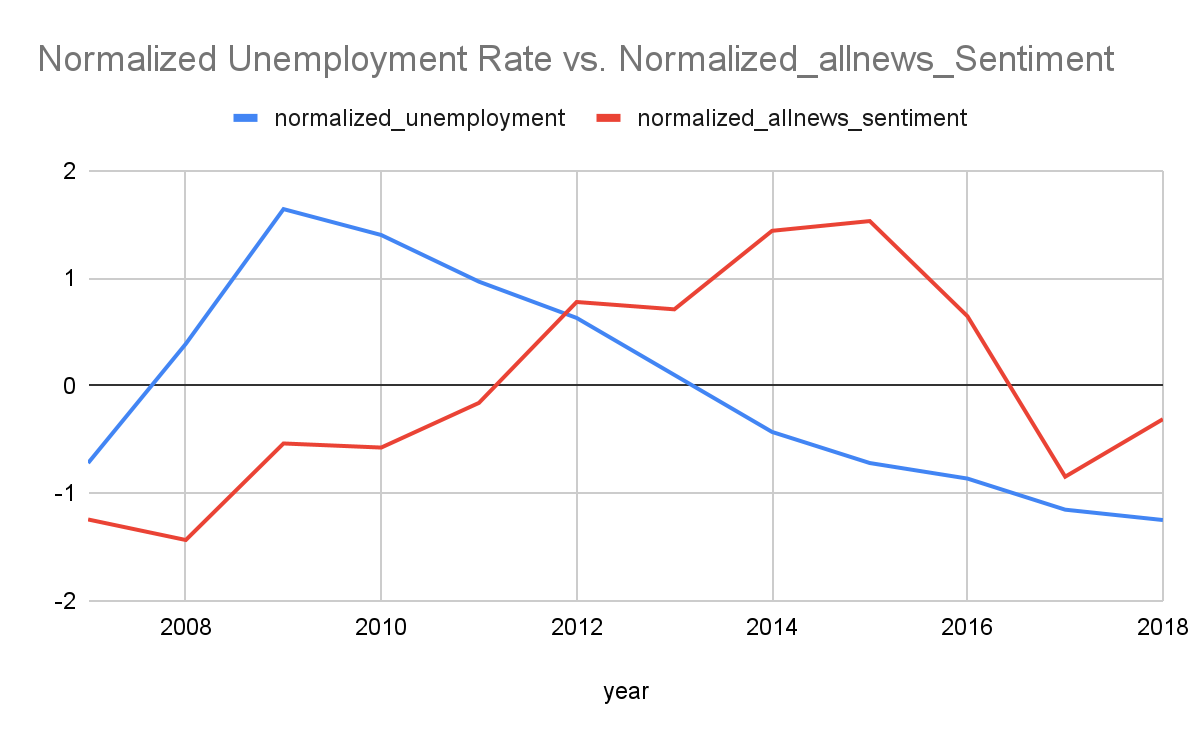 Normalized Unemployment Rate vs. Normalized_allnews_Sentiment
normalized_unemployment normalized_allnews_sentiment
2
1
0
-1
-2
2008 2010 2012 2014 2016 2018
year